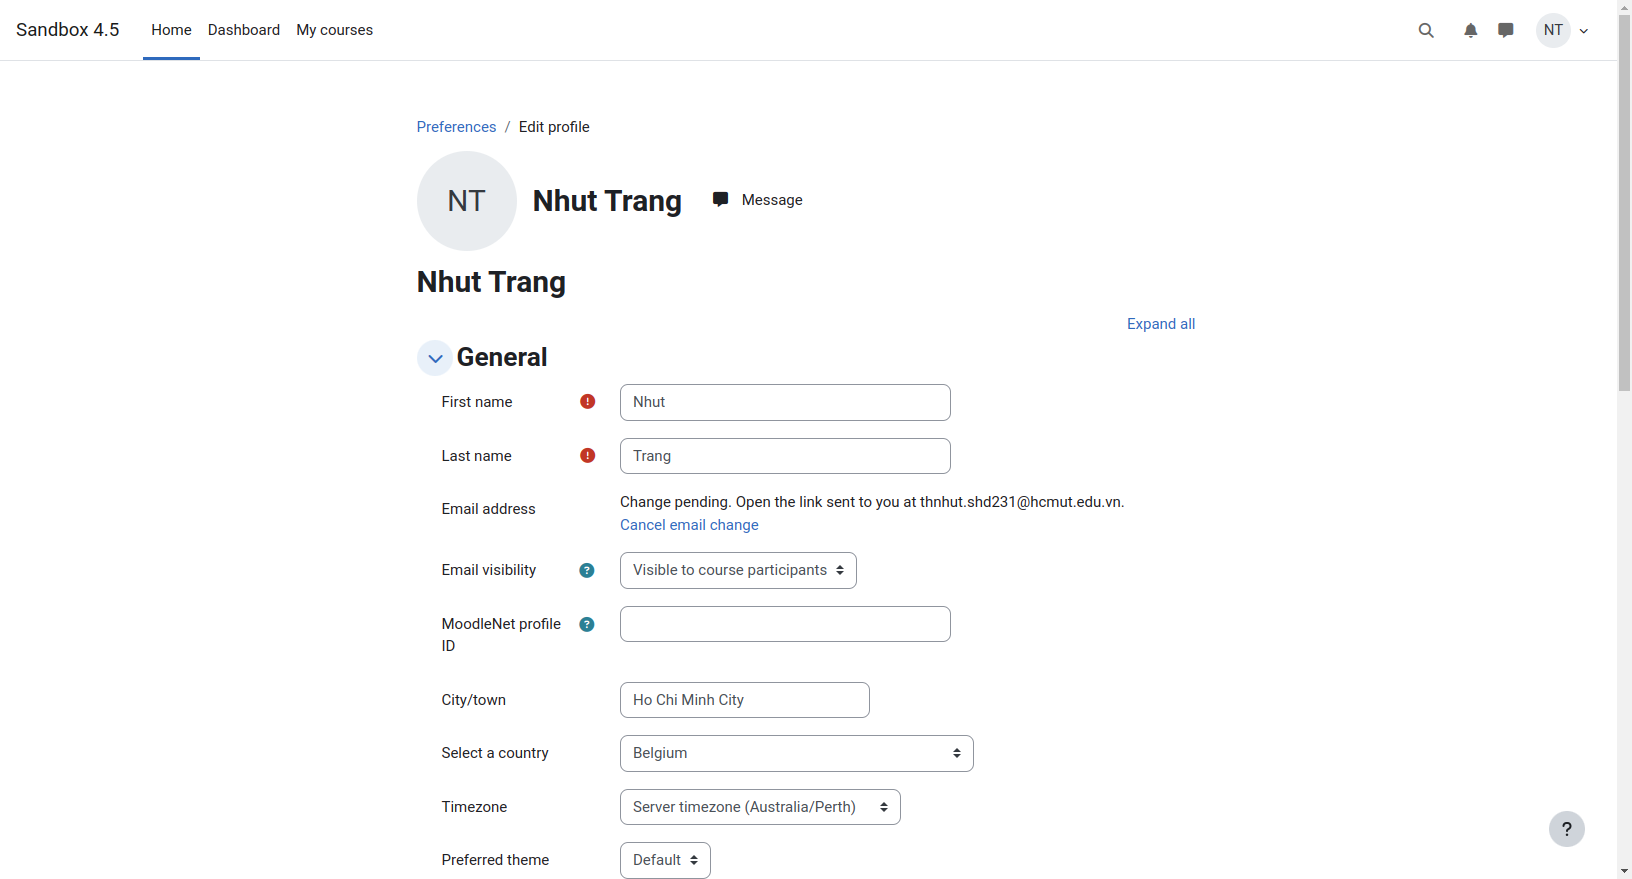 Sandbox 4.5 Home Dashboard My courses NT
Preferences / Edit profile
NT Nhut Trang Message
Nhut Trang
Expand all
General
First name ! Nhut
Last name ! Trang
Email address Change pending. Open the link sent to you at thnhut.shd231@hcmut.edu.vn.
Cancel email change
Email visibility ? Visible to course participants
MoodleNet profile ?
ID
City/town Ho Chi Minh City
Select a country Belgium
Timezone Server timezone (Australia/Perth)
?
Preferred theme Default